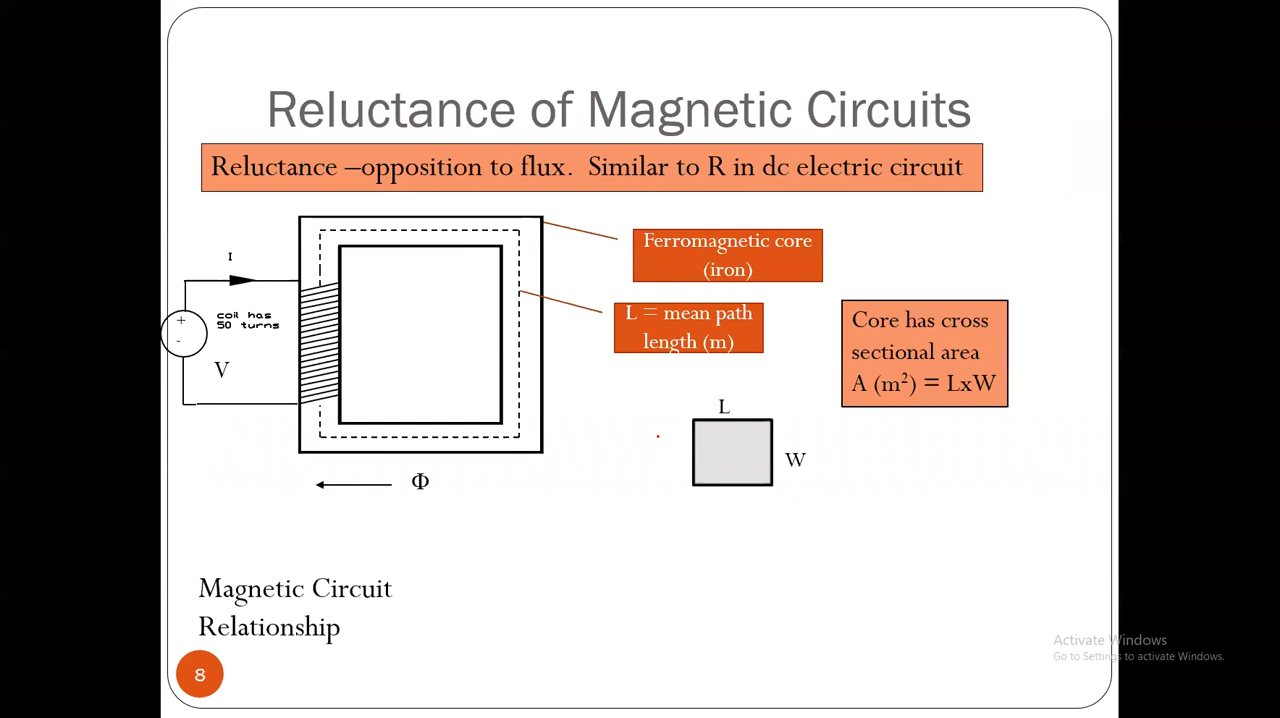 Reluctance of Magnetic Circuits
Reluctance –opposition to flux.  Similar to R in dc electric circuit
Ferromagnetic core
(iron)
I
coil has
50 turns
+
-
V
L = mean path
length (m)
Core has cross
sectional area
A (m²) = LxW
L
W
Φ
Magnetic Circuit
Relationship
8
Activate Windows
Go to Settings to activate Windows.